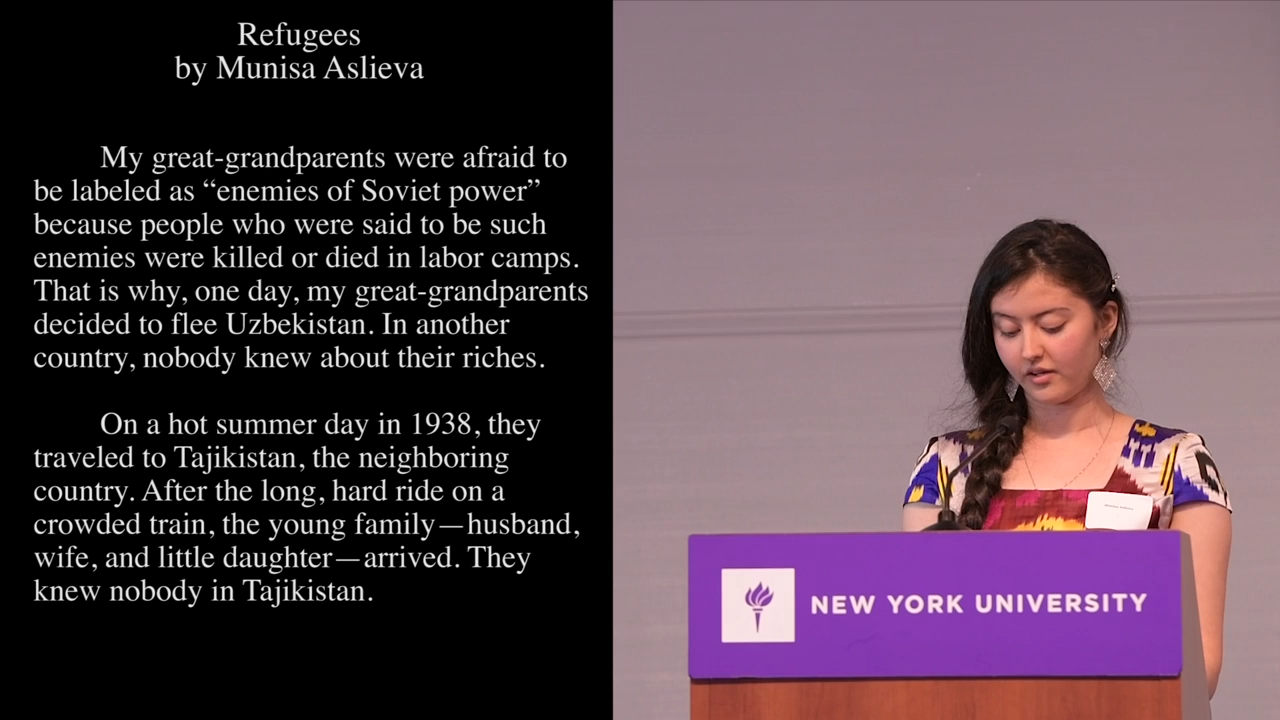 Refugees
by Munisa Aslieva
My great-grandparents were afraid to
be labeled as “enemies of Soviet power”
because people who were said to be such
enemies were killed or died in labor camps.
That is why, one day, my great-grandparents
decided to flee Uzbekistan. In another
country, nobody knew about their riches.
On a hot summer day in 1938, they
traveled to Tajikistan, the neighboring
country. After the long, hard ride on a
crowded train, the young family—husband,
wife, and little daughter—arrived. They
knew nobody in Tajikistan.
NEW YORK UNIVERSITY